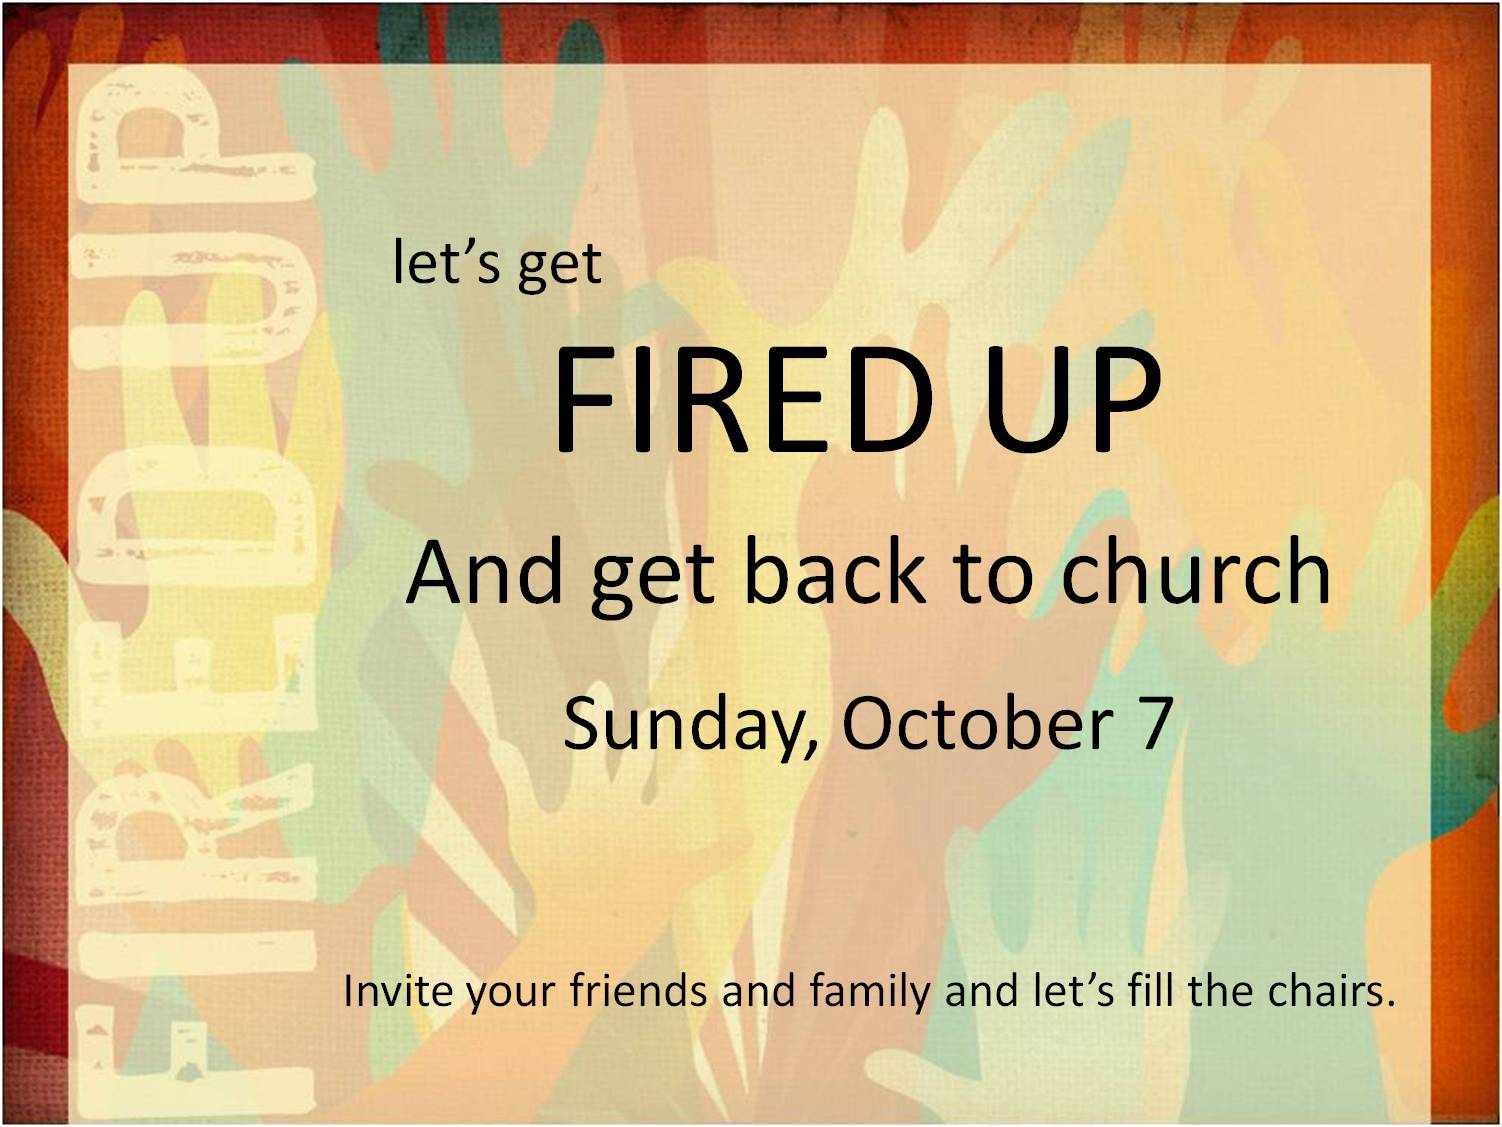 FIRED UP
let’s get
FIRED UP
And get back to church
Sunday, October 7
Invite your friends and family and let’s fill the chairs.